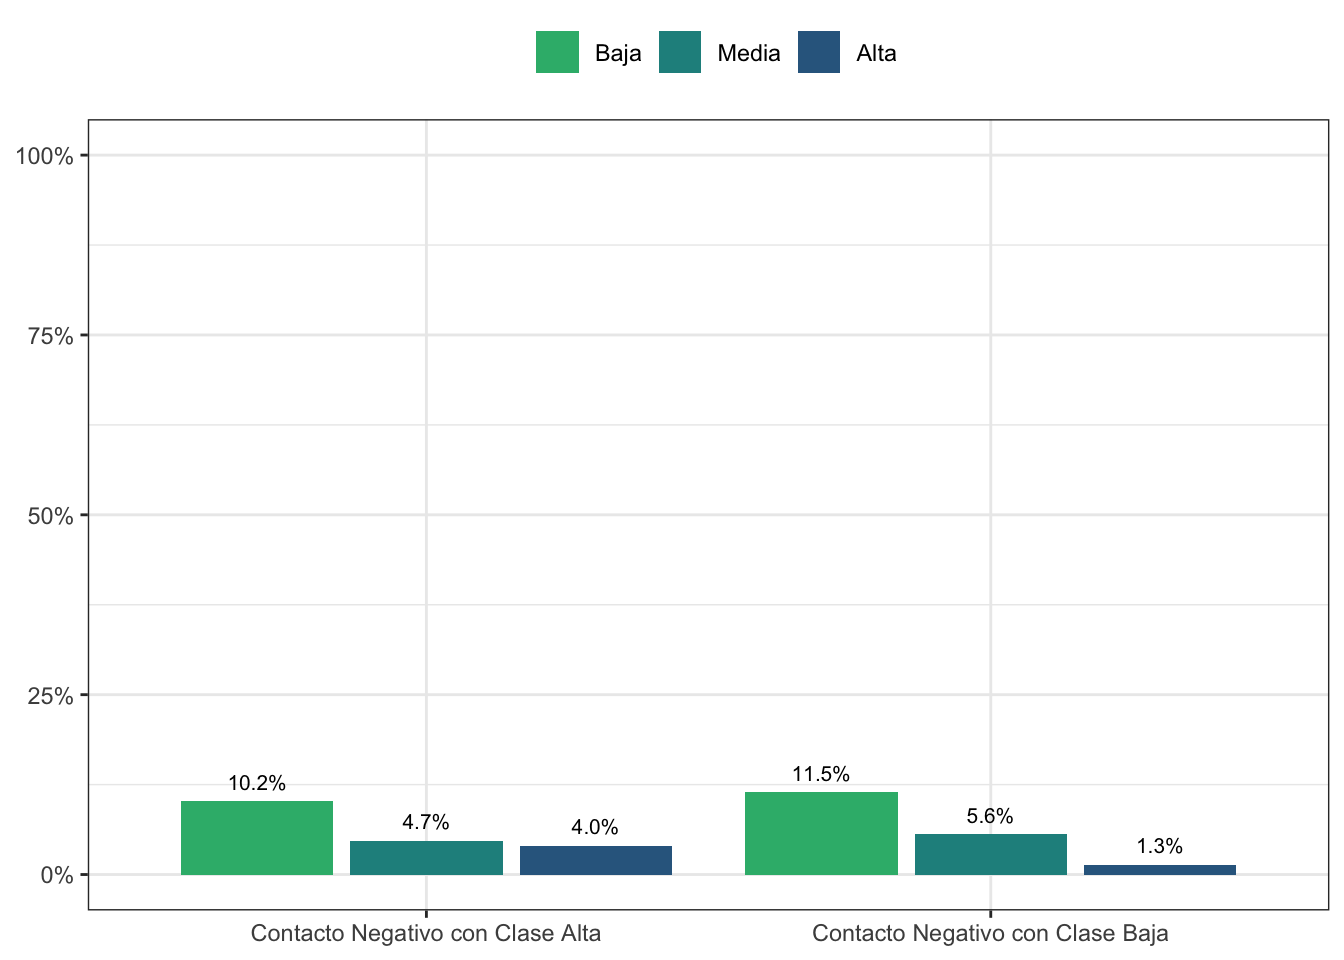 Baja Media Alta
100%
75%
50%
25%
0%
10.2% 4.7% 4.0% 11.5% 5.6% 1.3%
Contacto Negativo con Clase Alta Contacto Negativo con Clase Baja